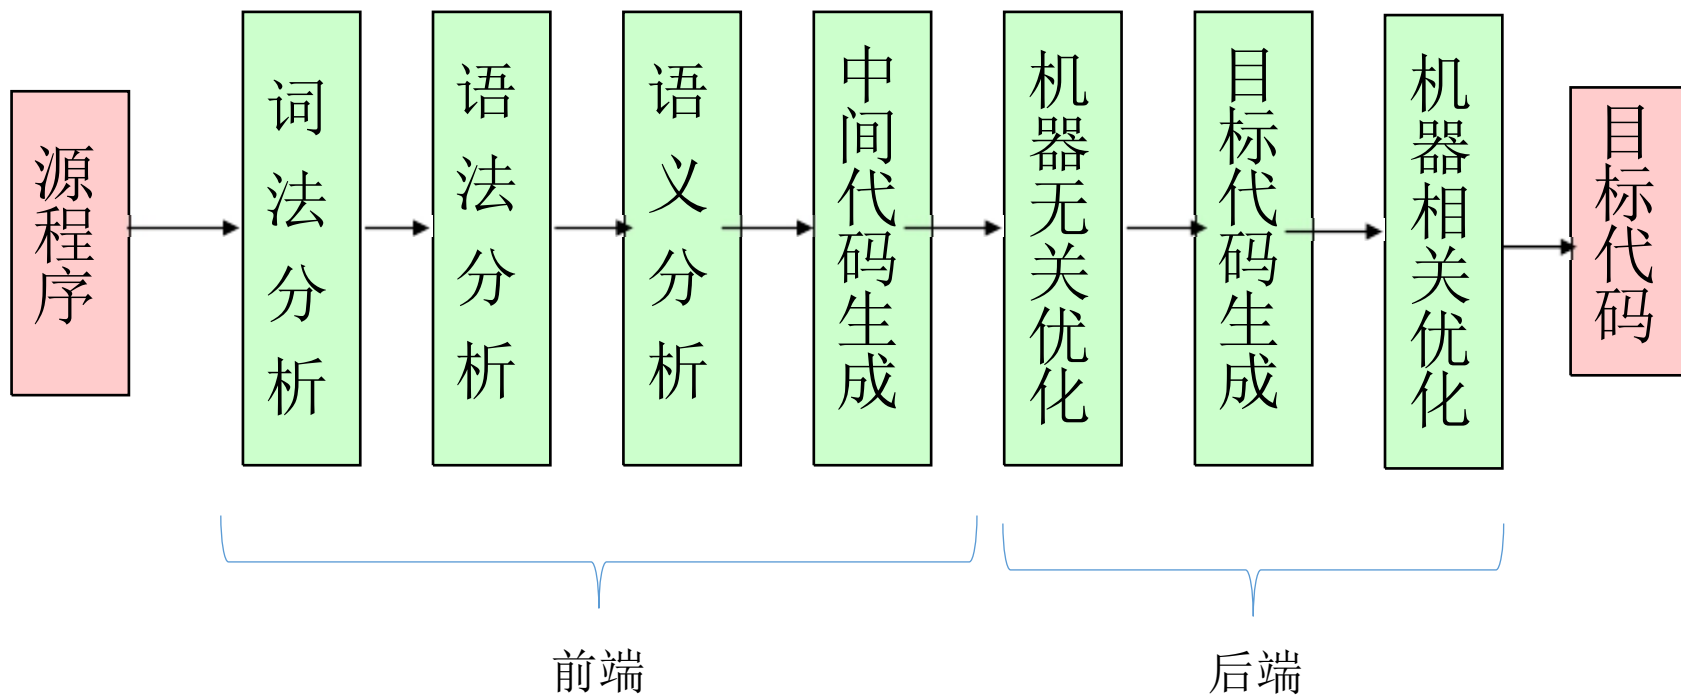 源程序
词法分析
语法分析
语义分析
中间代码生成
机器无关优化
目标代码生成
机器相关优化
目标代码
前端
后端